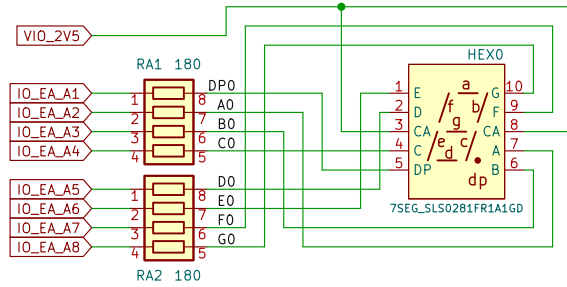 VIO_2V5
HEX0
RA1 180
IO_EA_A1 1 8 DP0
IO_EA_A2 2 7 A0
IO_EA_A3 3 6 B0
IO_EA_A4 4 5 C0
IO_EA_A5 1 8 D0
IO_EA_A6 2 7 E0
IO_EA_A7 3 6 F0
IO_EA_A8 4 5 G0
RA2 180
1 E a G 10
2 D f b F 9
3 CA g CA 8
4 C e c A 7
5 DP d B 6
dp
7SEG_SLS0281FR1A1GD